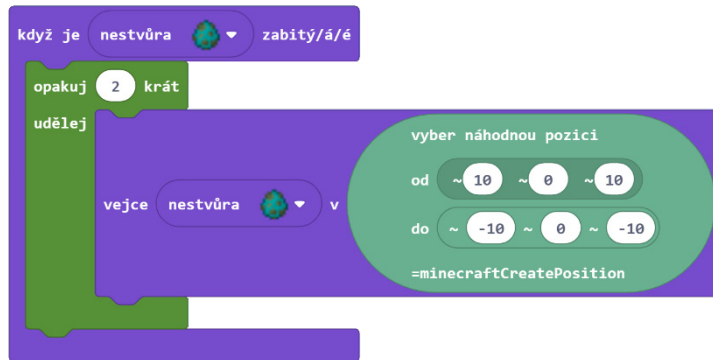 když je nestvůra zabitý/á/é
opakuj 2 krát
udělej
vyber náhodnou pozici
od ~ 10 ~ 0 ~ 10
vejce nestvůra v
do ~ -10 ~ 0 ~ -10
=minecraftCreatePosition